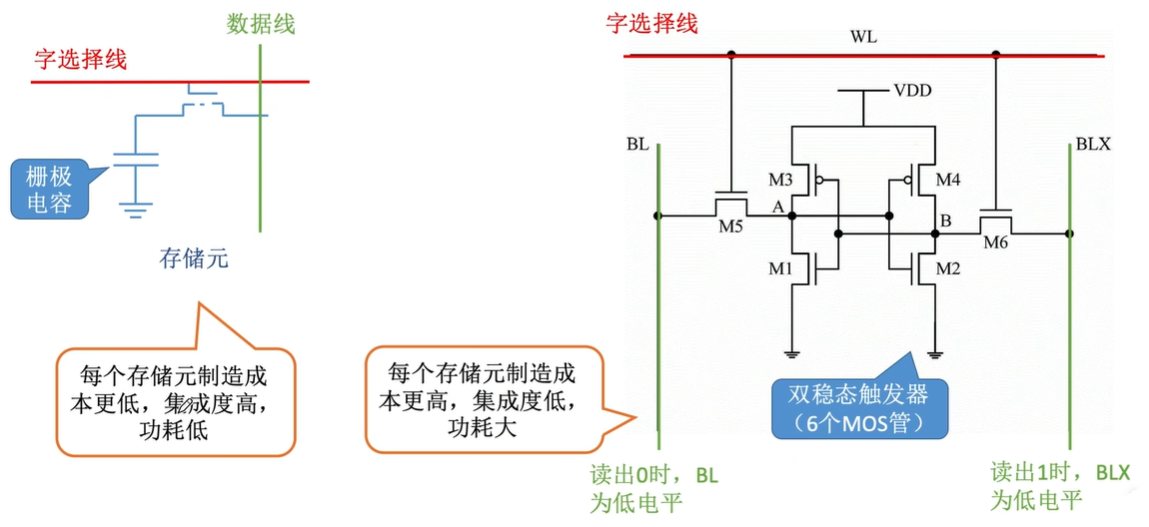 数据线
字选择线
栅极
电容
存储元
每个存储元制造成
本更低，集成度高，
功耗低
字选择线
WL
VDD
BL
BLX
M3
M4
A
B
M5
M6
M1
M2
每个存储元制造成
本更高，集成度低，
功耗大
双稳态触发器
（6个MOS管）
读出0时，BL
为低电平
读出1时，BLX
为低电平